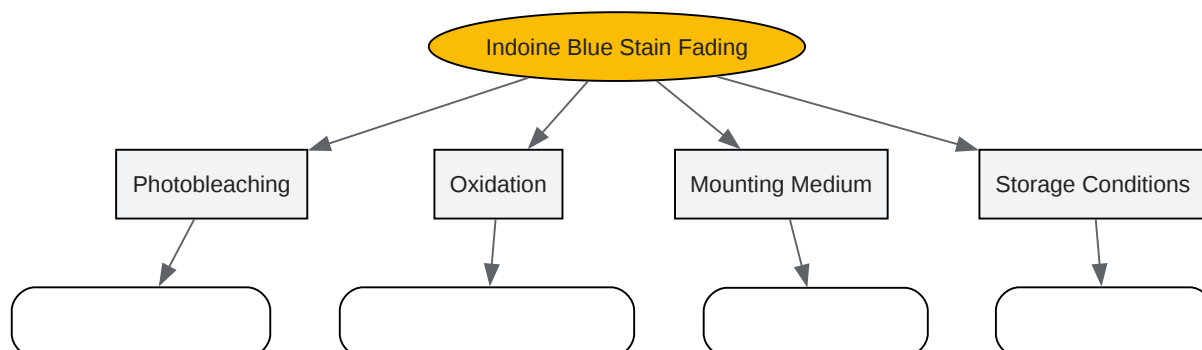 Indoine Blue Stain Fading
Photobleaching
Oxidation
Mounting Medium
Storage Conditions